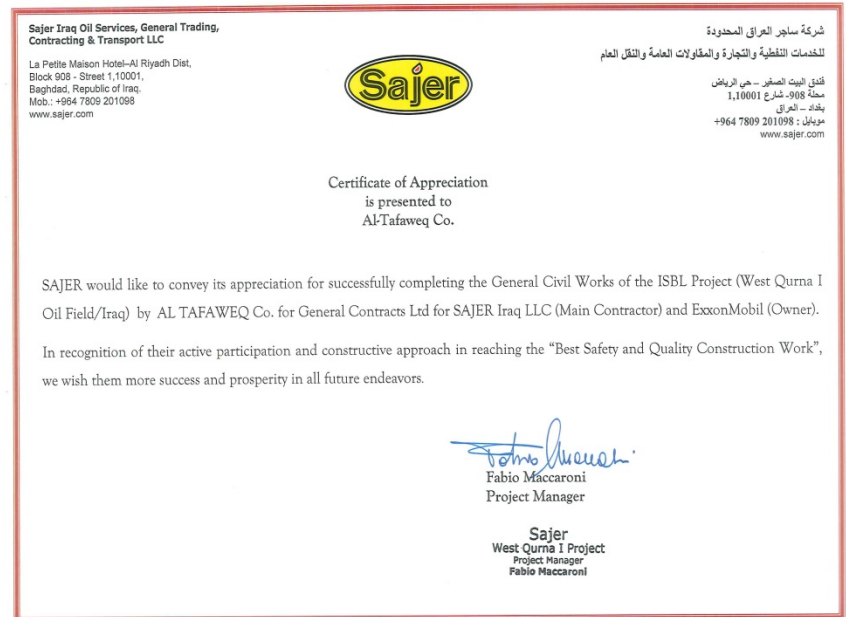 Sajer Iraq Oil Services, General Trading,
Contracting & Transport LLC
La Petite Maison Hotel–Al Riyadh Dist,
Block 908 - Street 1,10001,
Baghdad, Republic of Iraq.
Mob.: +964 7809 201098
www.sajer.com
Sajer
شركة ساجر العراق المحدودة
للخدمات النفطية والتجارة والمقاولات العامة والنقل العام
فندق البيت الصغير – حي الرياض
محلة 908- شارع 1,10001
بغداد – العراق
موبايل : 201098 7809 964+
www.sajer.com
Certificate of Appreciation
is presented to
Al-Tafaweq Co.
SAJER would like to convey its appreciation for successfully completing the General Civil Works of the ISBL Project (West Qurna I
Oil Field/Iraq) by AL TAFAWEQ Co. for General Contracts Ltd for SAJER Iraq LLC (Main Contractor) and ExxonMobil (Owner).
In recognition of their active participation and constructive approach in reaching the “Best Safety and Quality Construction Work”,
we wish them more success and prosperity in all future endeavors.
Fabio Maccaroni
Project Manager
Sajer
West Qurna I Project
Project Manager
Fabio Maccaroni